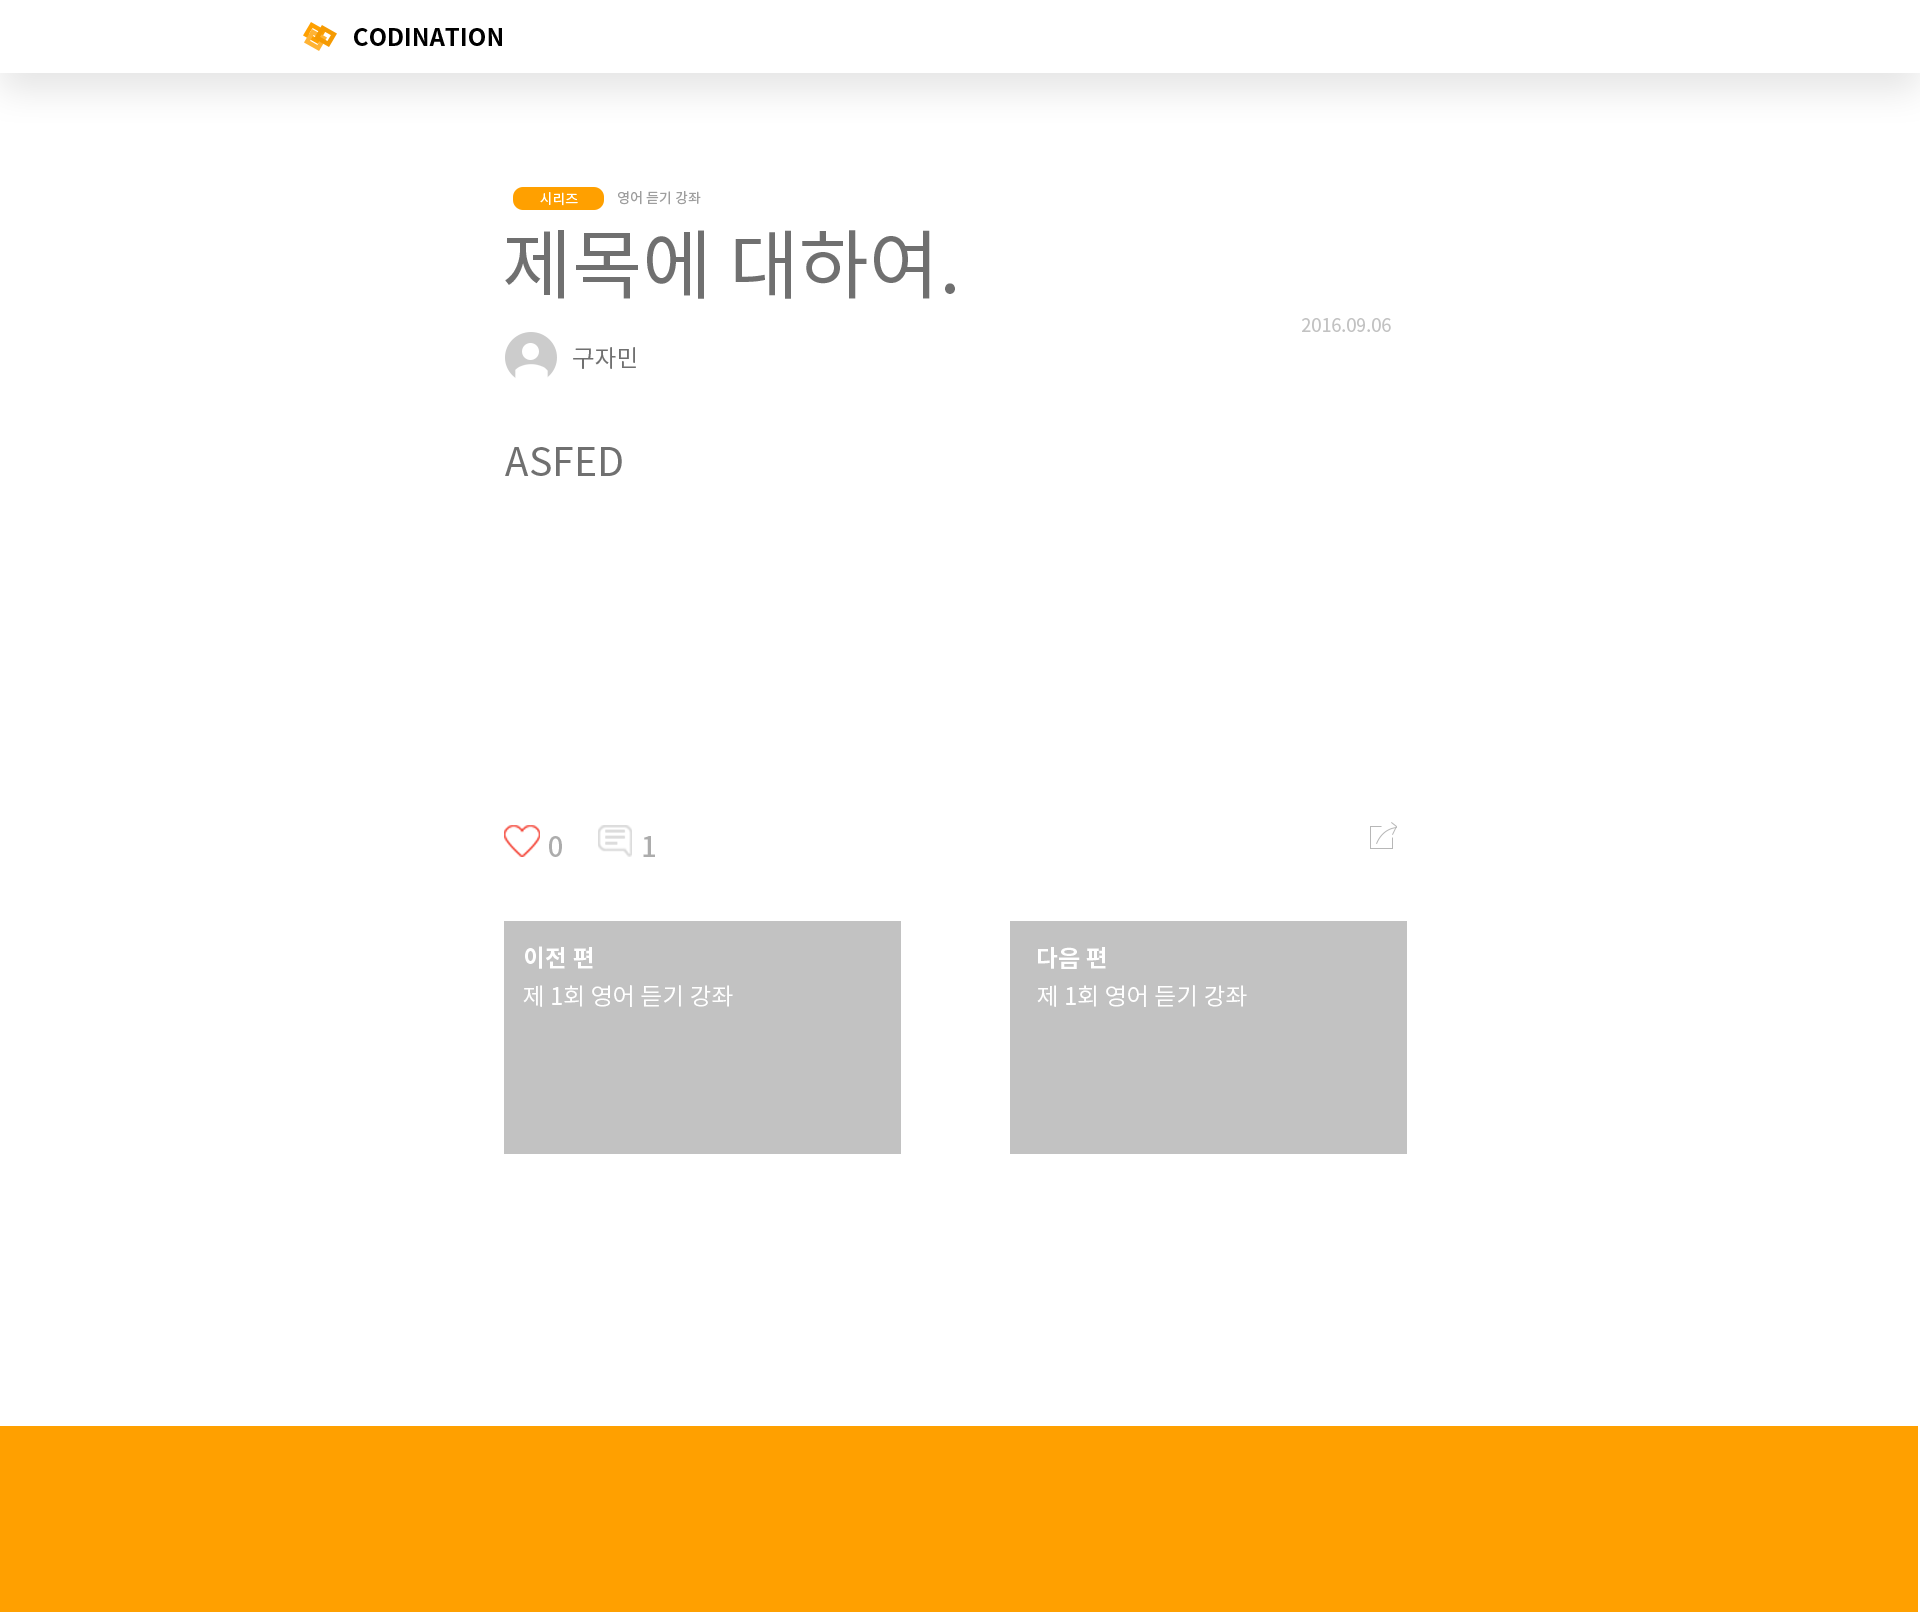 CODINATION
시리즈 영어 듣기 강좌
제목에 대하여.
2016.09.06
구자민
ASFED
0 1
이전 편
제 1회 영어 듣기 강좌
다음 편
제 1회 영어 듣기 강좌